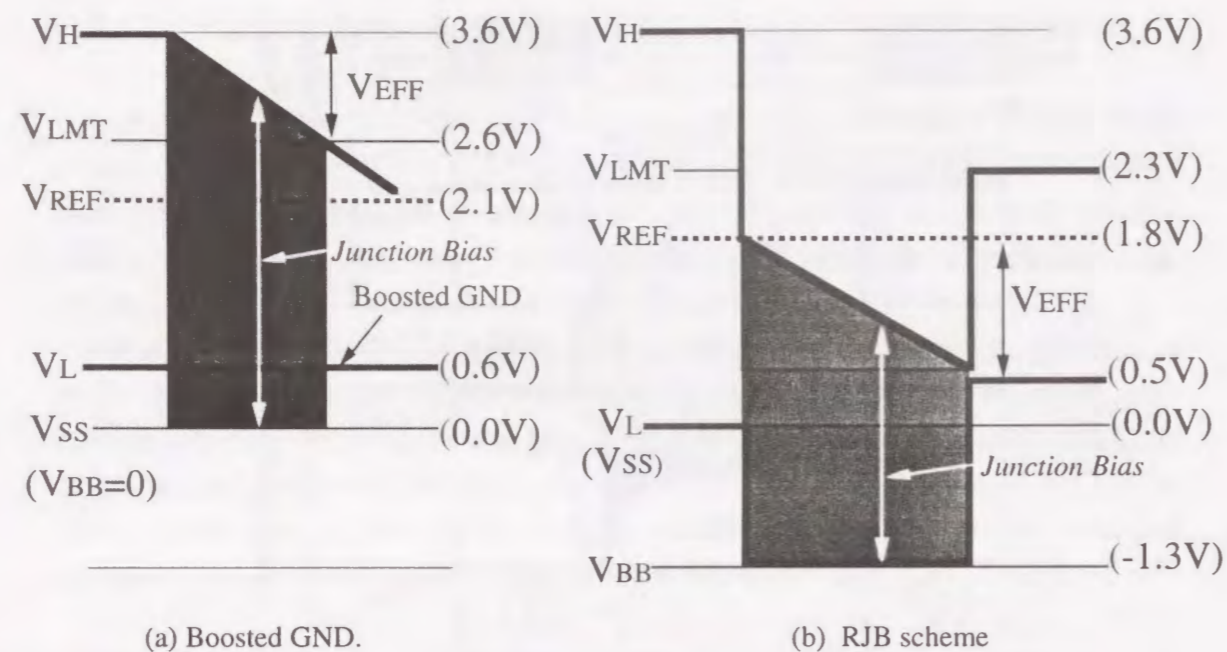 VH (3.6V)
VEFF
VLMT (2.6V)
VREF (2.1V)
Junction Bias
Boosted GND
VL (0.6V)
VSS (0.0V)
(VBB=0)
(a) Boosted GND.
VH (3.6V)
VLMT (2.3V)
VREF (1.8V)
VEFF
(0.5V)
VL (0.0V)
(VSS)
Junction Bias
VBB (-1.3V)
(b) RJB scheme